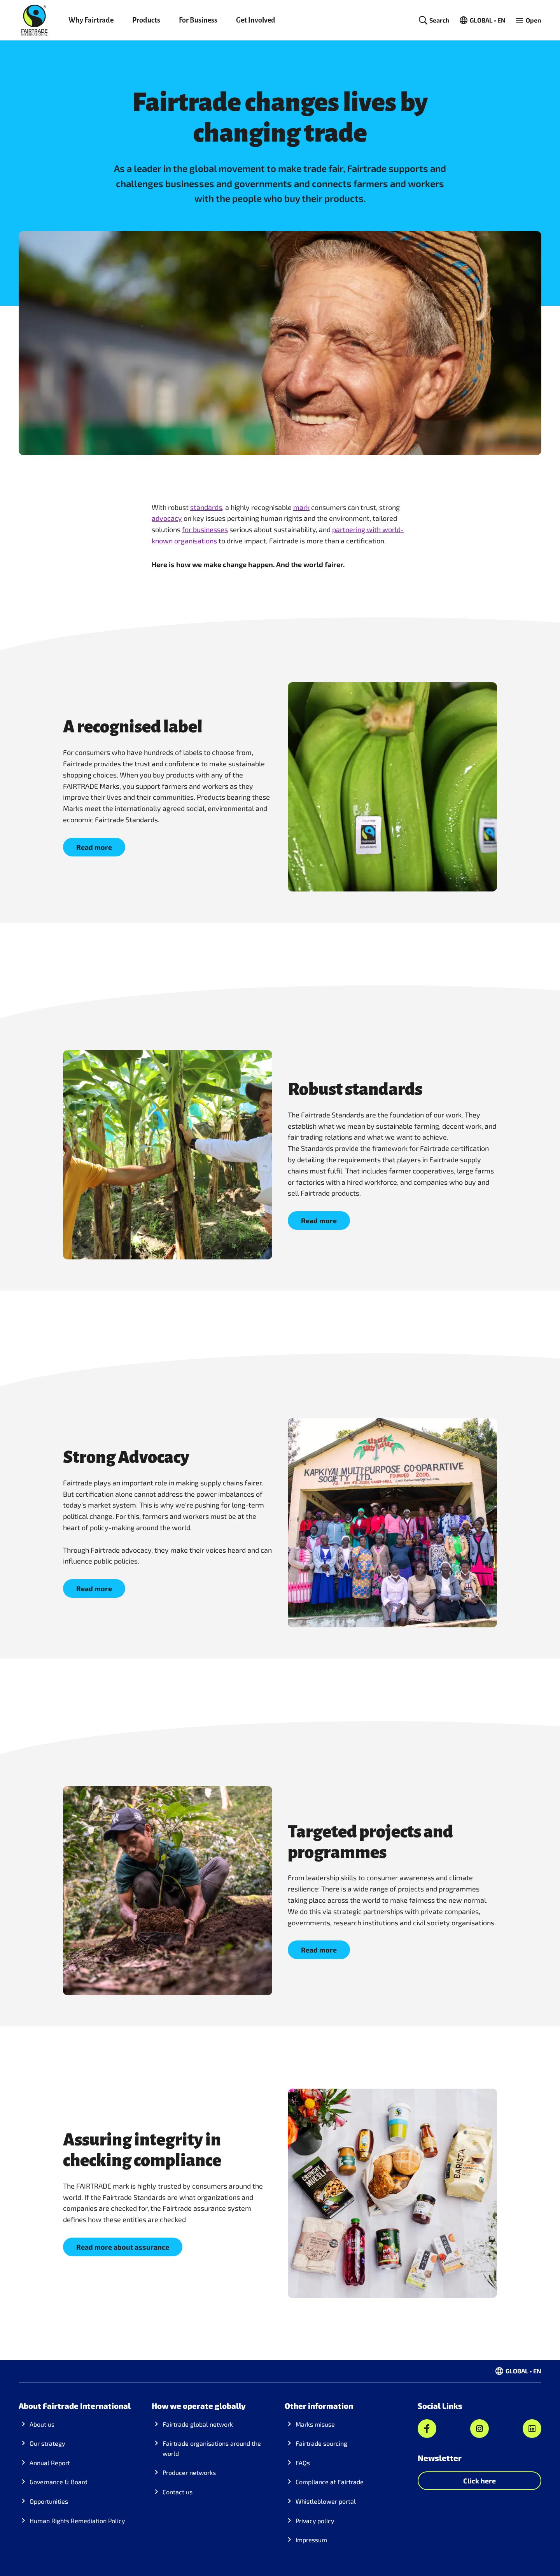 FAIRTRADE
INTERNATIONAL
Why Fairtrade
Products
For Business
Get Involved
Search
GLOBAL - EN
Open
Fairtrade changes lives by
changing trade
As a leader in the global movement to make trade fair, Fairtrade supports and
challenges businesses and governments and connects farmers and workers
with the people who buy their products.
With robust standards, a highly recognisable mark consumers can trust, strong
advocacy on key issues pertaining human rights and the environment, tailored
solutions for businesses serious about sustainability, and partnering with world-
known organisations to drive impact, Fairtrade is more than a certification.
Here is how we make change happen. And the world fairer.
A recognised label
For consumers who have hundreds of labels to choose from,
Fairtrade provides the trust and confidence to make sustainable
shopping choices. When you buy products with any of the
FAIRTRADE Marks, you support farmers and workers as they
improve their lives and their communities. Products bearing these
Marks meet the internationally agreed social, environmental and
economic Fairtrade Standards.
Read more
Robust standards
The Fairtrade Standards are the foundation of our work. They
establish what we mean by sustainable farming, decent work, and
fair trading relations and what we want to achieve.
The Standards provide the framework for Fairtrade certification
by detailing the requirements that players in Fairtrade supply
chains must fulfil. That includes farmer cooperatives, large farms
or factories with a hired workforce, and companies who buy and
sell Fairtrade products.
Read more
Strong Advocacy
Fairtrade plays an important role in making supply chains fairer.
But certification alone cannot address the power imbalances of
today's market system. This is why we're pushing for long-term
political change. For this, farmers and workers must be at the
heart of policy-making around the world.
Through Fairtrade advocacy, they make their voices heard and can
influence public policies.
Read more
KAPKIYAI MULTIPURPOSE CO-OPERATIVE
SOCIETY LTD. FOUNDED 2000.
Targeted projects and
programmes
From leadership skills to consumer awareness and climate
resilience: There is a wide range of projects and programmes
taking place across the world to make fairness the new normal.
We do this via strategic partnerships with private companies,
governments, research institutions and civil society organisations.
Read more
Assuring integrity in
checking compliance
The FAIRTRADE mark is highly trusted by consumers around the
world. If the Fairtrade Standards are what organizations and
companies are checked for, the Fairtrade assurance system
defines how these entities are checked
Read more about assurance
BARISTA
GLOBAL - EN
About Fairtrade International
About us
Our strategy
Annual Report
Governance & Board
Opportunities
Human Rights Remediation Policy
How we operate globally
Fairtrade global network
Fairtrade organisations around the
world
Producer networks
Contact us
Other information
Marks misuse
Fairtrade sourcing
FAQs
Compliance at Fairtrade
Whistleblower portal
Privacy policy
Impressum
Social Links
Newsletter
Click here